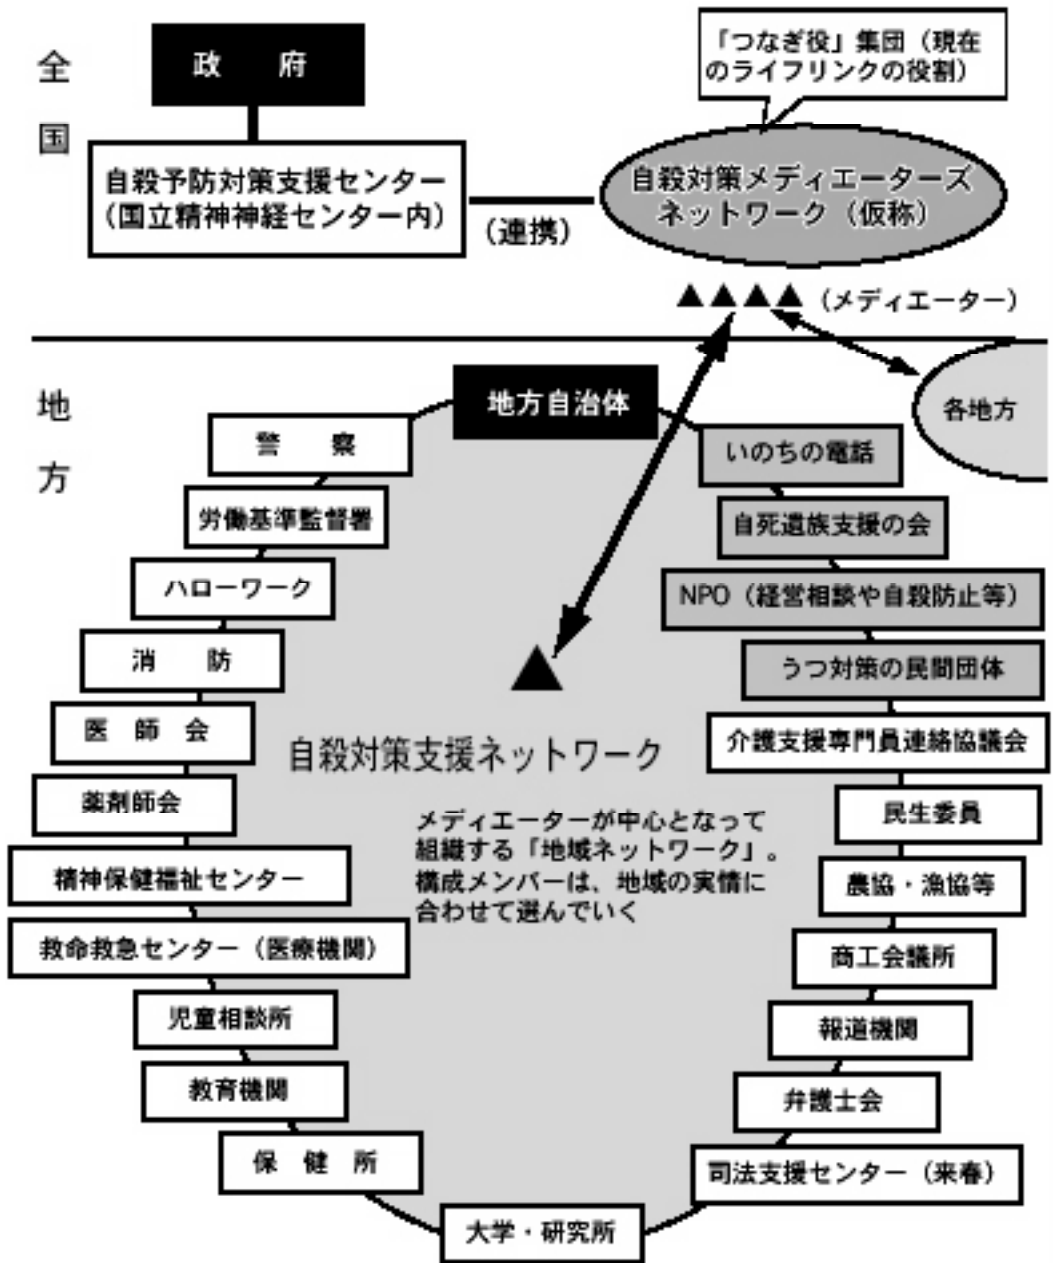 全国
政府
「つなぎ役」集団（現在
のライフリンクの役割）
自殺予防対策支援センター
（国立精神神経センター内）
（連携）
自殺対策メディエーターズ
ネットワーク（仮称）
▲▲▲▲（メディエーター）
地方
地方自治体
各地方
警察
労働基準監督署
ハローワーク
消防
医師会
薬剤師会
精神保健福祉センター
救命救急センター（医療機関）
児童相談所
教育機関
保健所
大学・研究所
いのちの電話
自死遺族支援の会
NPO（経営相談や自殺防止等）
うつ対策の民間団体
介護支援専門員連絡協議会
民生委員
農協・漁協等
商工会議所
報道機関
弁護士会
司法支援センター（来春）
▲
自殺対策支援ネットワーク
メディエーターが中心となって
組織する「地域ネットワーク」。
構成メンバーは、地域の実情に
合わせて選んでいく